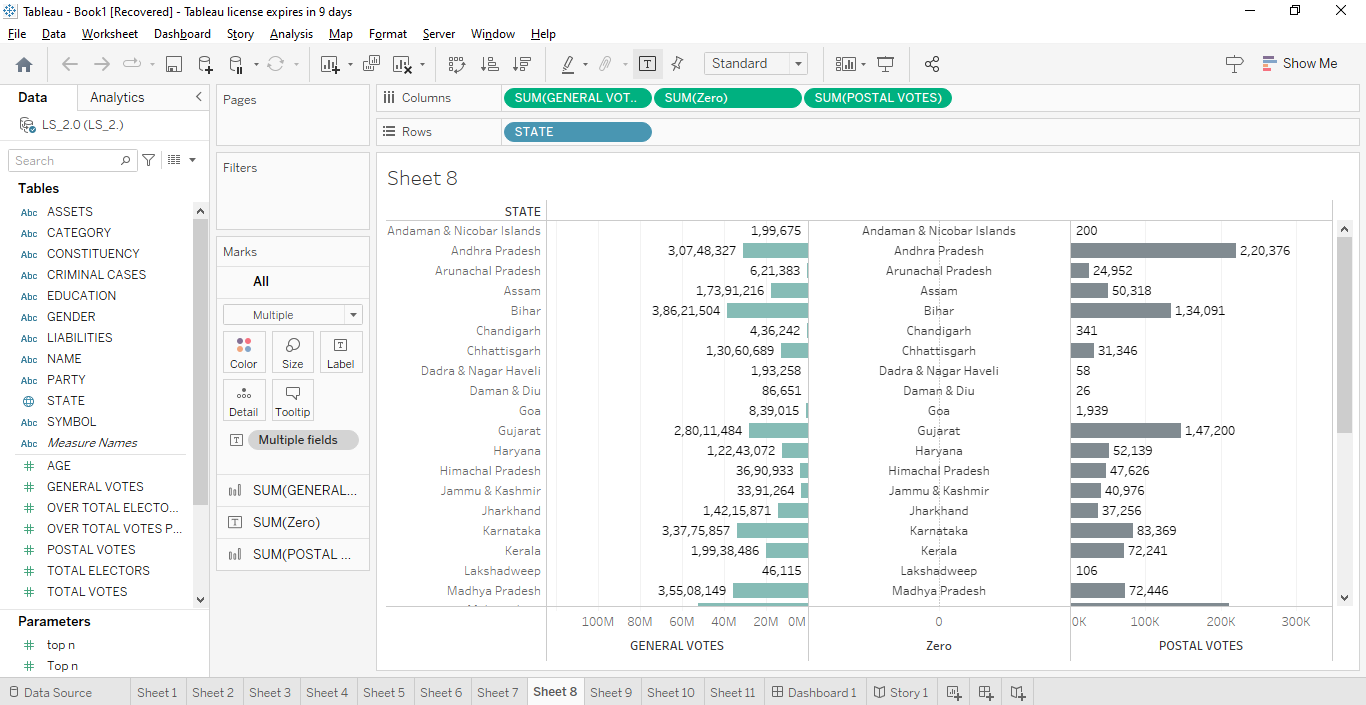 Tableau - Book1 [Recovered] - Tableau license expires in 9 days
File Data Worksheet Dashboard Story Analysis Map Format Server Window Help
Standard
Show Me
Data Analytics
LS_2.0 (LS_2.)
Search
Tables
Abc ASSETS
Abc CATEGORY
Abc CONSTITUENCY
Abc CRIMINAL CASES
Abc EDUCATION
Abc GENDER
Abc LIABILITIES
Abc NAME
Abc PARTY
STATE
Abc SYMBOL
Abc Measure Names
# AGE
# GENERAL VOTES
# OVER TOTAL ELECTO...
# OVER TOTAL VOTES P...
# POSTAL VOTES
# TOTAL ELECTORS
# TOTAL VOTES
Parameters
# top n
# Top n
Pages
Filters
Marks
All
Multiple
Color Size Label
Detail Tooltip
Multiple fields
SUM(GENERAL...
SUM(Zero)
SUM(POSTAL ...
Columns SUM(GENERAL VOT.. SUM(Zero) SUM(POSTAL VOTES)
Rows STATE
Sheet 8
STATE
Andaman & Nicobar Islands 1,99,675 Andaman & Nicobar Islands 200
Andhra Pradesh 3,07,48,327 Andhra Pradesh 2,20,376
Arunachal Pradesh 6,21,383 Arunachal Pradesh 24,952
Assam 1,73,91,216 Assam 50,318
Bihar 3,86,21,504 Bihar 1,34,091
Chandigarh 4,36,242 Chandigarh 341
Chhattisgarh 1,30,60,689 Chhattisgarh 31,346
Dadra & Nagar Haveli 1,93,258 Dadra & Nagar Haveli 58
Daman & Diu 86,651 Daman & Diu 26
Goa 8,39,015 Goa 1,939
Gujarat 2,80,11,484 Gujarat 1,47,200
Haryana 1,22,43,072 Haryana 52,139
Himachal Pradesh 36,90,933 Himachal Pradesh 47,626
Jammu & Kashmir 33,91,264 Jammu & Kashmir 40,976
Jharkhand 1,42,15,871 Jharkhand 37,256
Karnataka 3,37,75,857 Karnataka 83,369
Kerala 1,99,38,486 Kerala 72,241
Lakshadweep 46,115 Lakshadweep 106
Madhya Pradesh 3,55,08,149 Madhya Pradesh 72,446
100M 80M 60M 40M 20M 0M 0 0K 100K 200K 300K
GENERAL VOTES Zero POSTAL VOTES
Data Source Sheet 1 Sheet 2 Sheet 3 Sheet 4 Sheet 5 Sheet 6 Sheet 7 Sheet 8 Sheet 9 Sheet 10 Sheet 11 Dashboard 1 Story 1